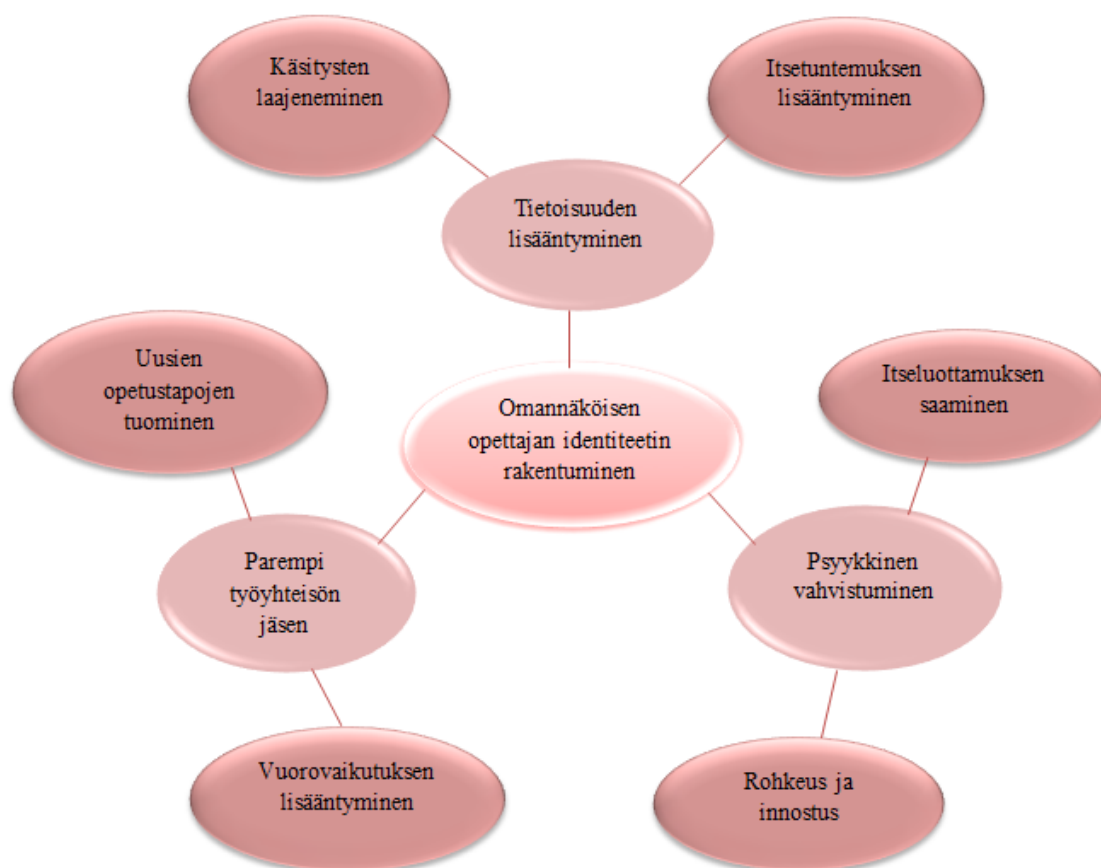 Käsitysten
laajeneminen
Itsetuntemuksen
lisääntyminen
Tietoisuuden
lisääntyminen
Uusien
opetustapojen
tuominen
Omannäköisen
opettajan identiteetin
rakentuminen
Itseluottamuksen
saaminen
Parempi
työyhteisön
jäsen
Psyykkinen
vahvistuminen
Vuorovaikutuksen
lisääntyminen
Rohkeus ja
innostus